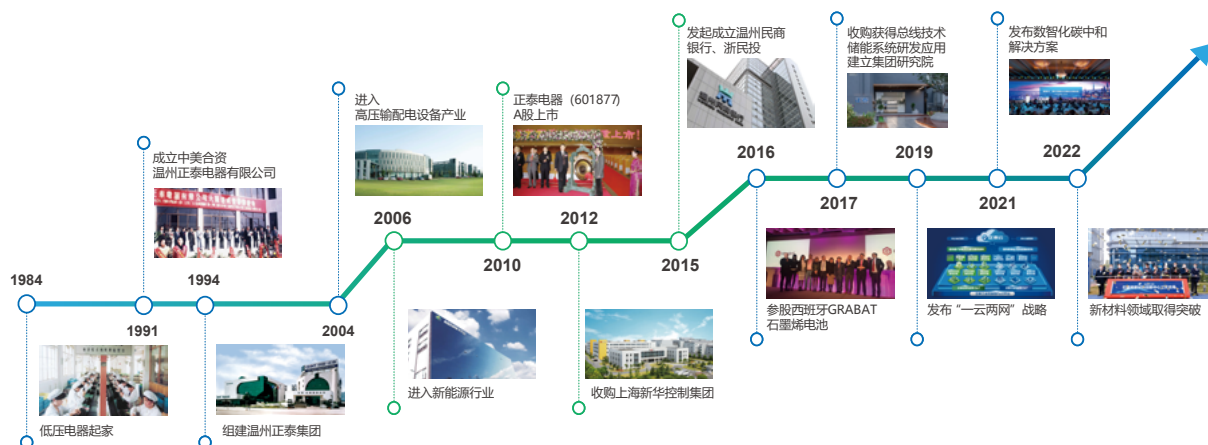 1984
低压电器起家
1991
成立中美合资
温州正泰电器有限公司
1994
组建温州正泰集团
2004
进入
高压输配电设备产业
2006
进入新能源行业
2010
正泰电器（601877）
A股上市
2012
收购上海新华控制集团
2015
发起成立温州民商
银行、浙民投
2016
参股西班牙GRABAT
石墨烯电池
2017
收购获得总线技术
储能系统研发应用
建立集团研究院
2019
发布“一云两网”战略
2021
发布数智化碳中和
解决方案
2022
新材料领域取得突破